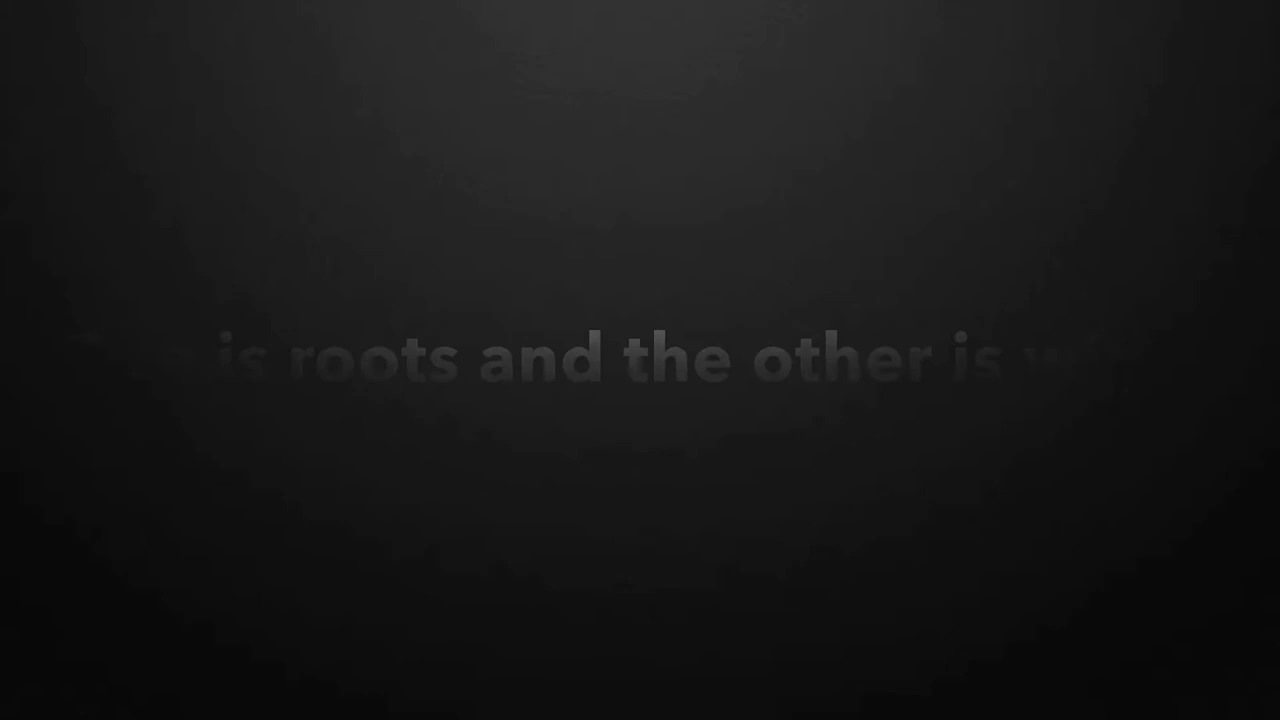 is roots and the other is